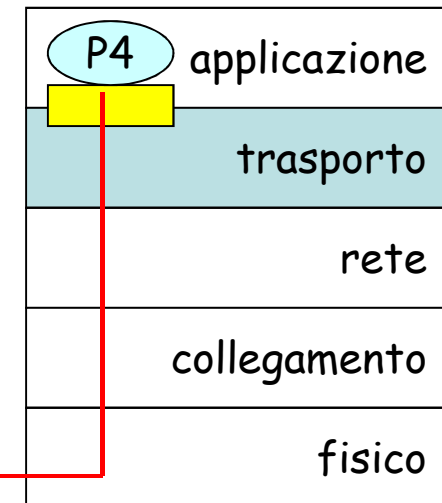 P4 applicazione
trasporto
rete
collegamento
fisico